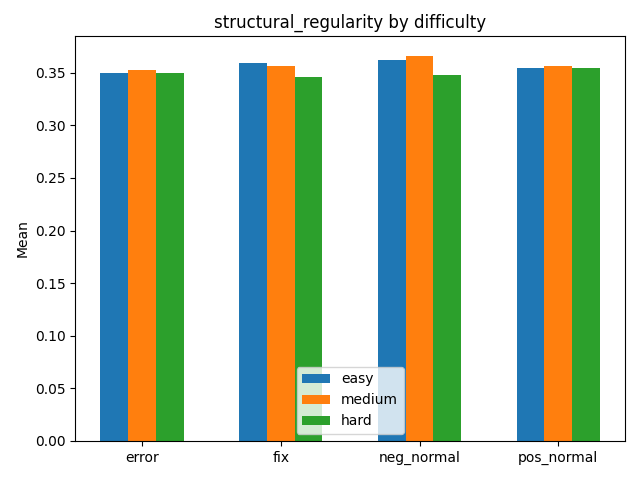 structural_regularity by difficulty
Mean
0.35
0.30
0.25
0.20
0.15
0.10
0.05
0.00
easy
medium
hard
error
fix
neg_normal
pos_normal